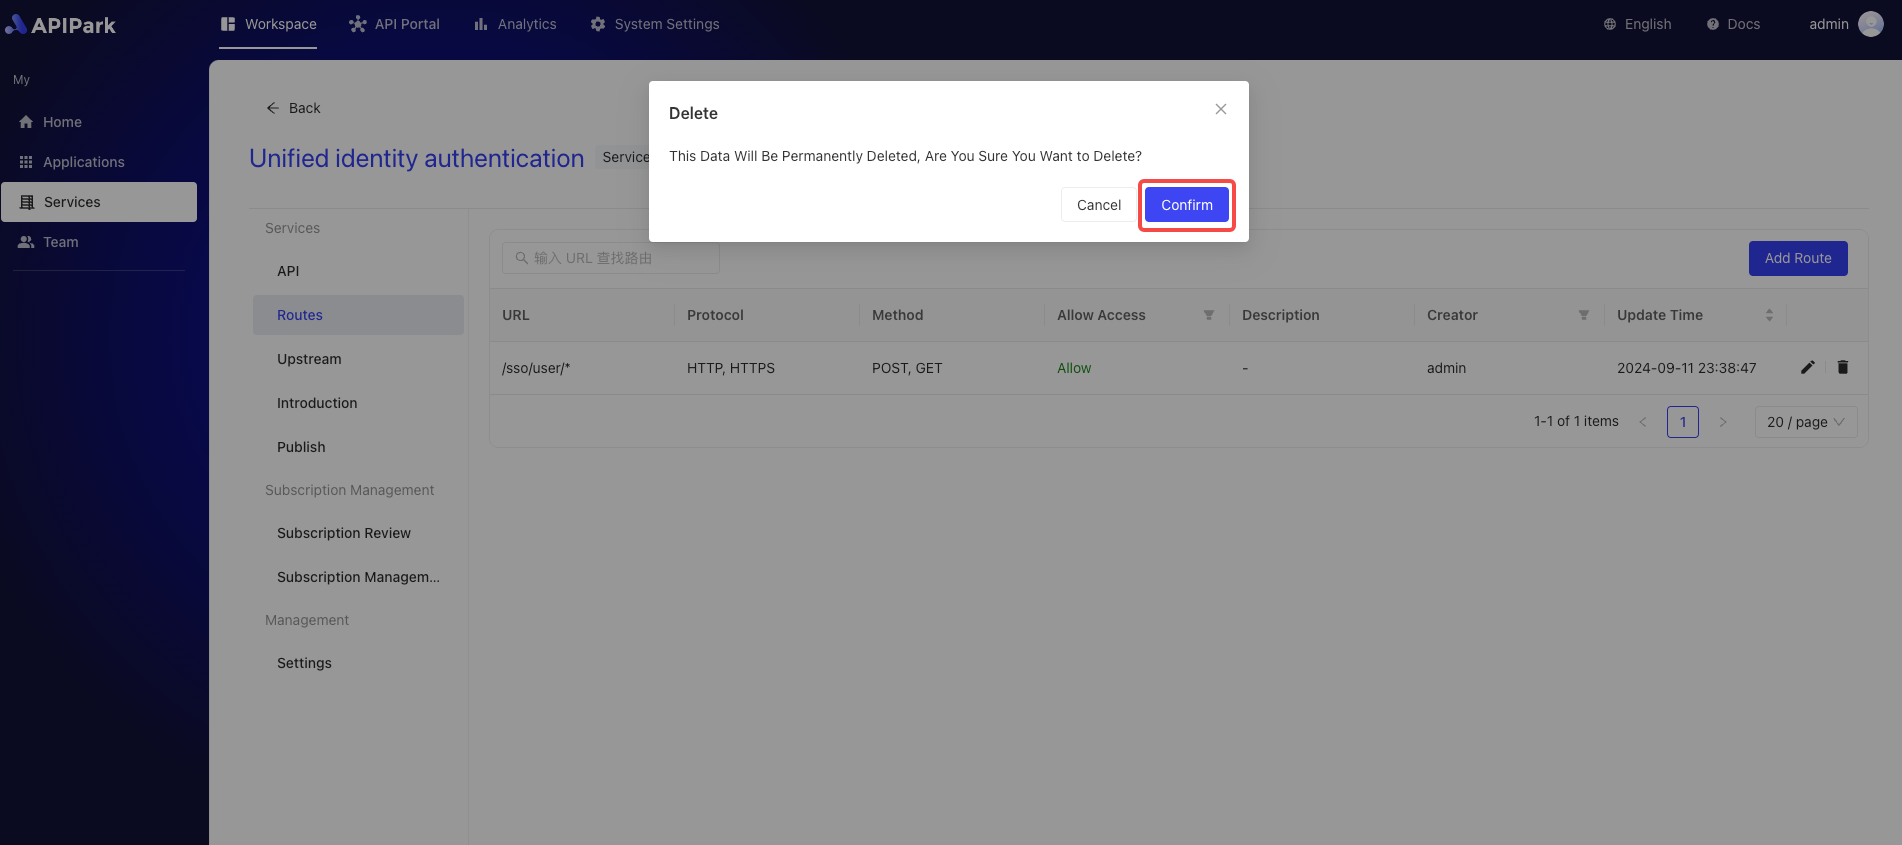 APIPark
Workspace
API Portal
Analytics
System Settings
English
Docs
admin
My
Home
Applications
Services
Team
Back
Unified identity authentication
Service
Delete
This Data Will Be Permanently Deleted, Are You Sure You Want to Delete?
Cancel
Confirm
Services
API
Routes
Upstream
Introduction
Publish
Subscription Management
Subscription Review
Subscription Managem...
Management
Settings
输入 URL 查找路由
Add Route
URL Protocol Method Allow Access Description Creator Update Time
/sso/user/* HTTP, HTTPS POST, GET Allow - admin 2024-09-11 23:38:47
1-1 of 1 items
1
20 / page